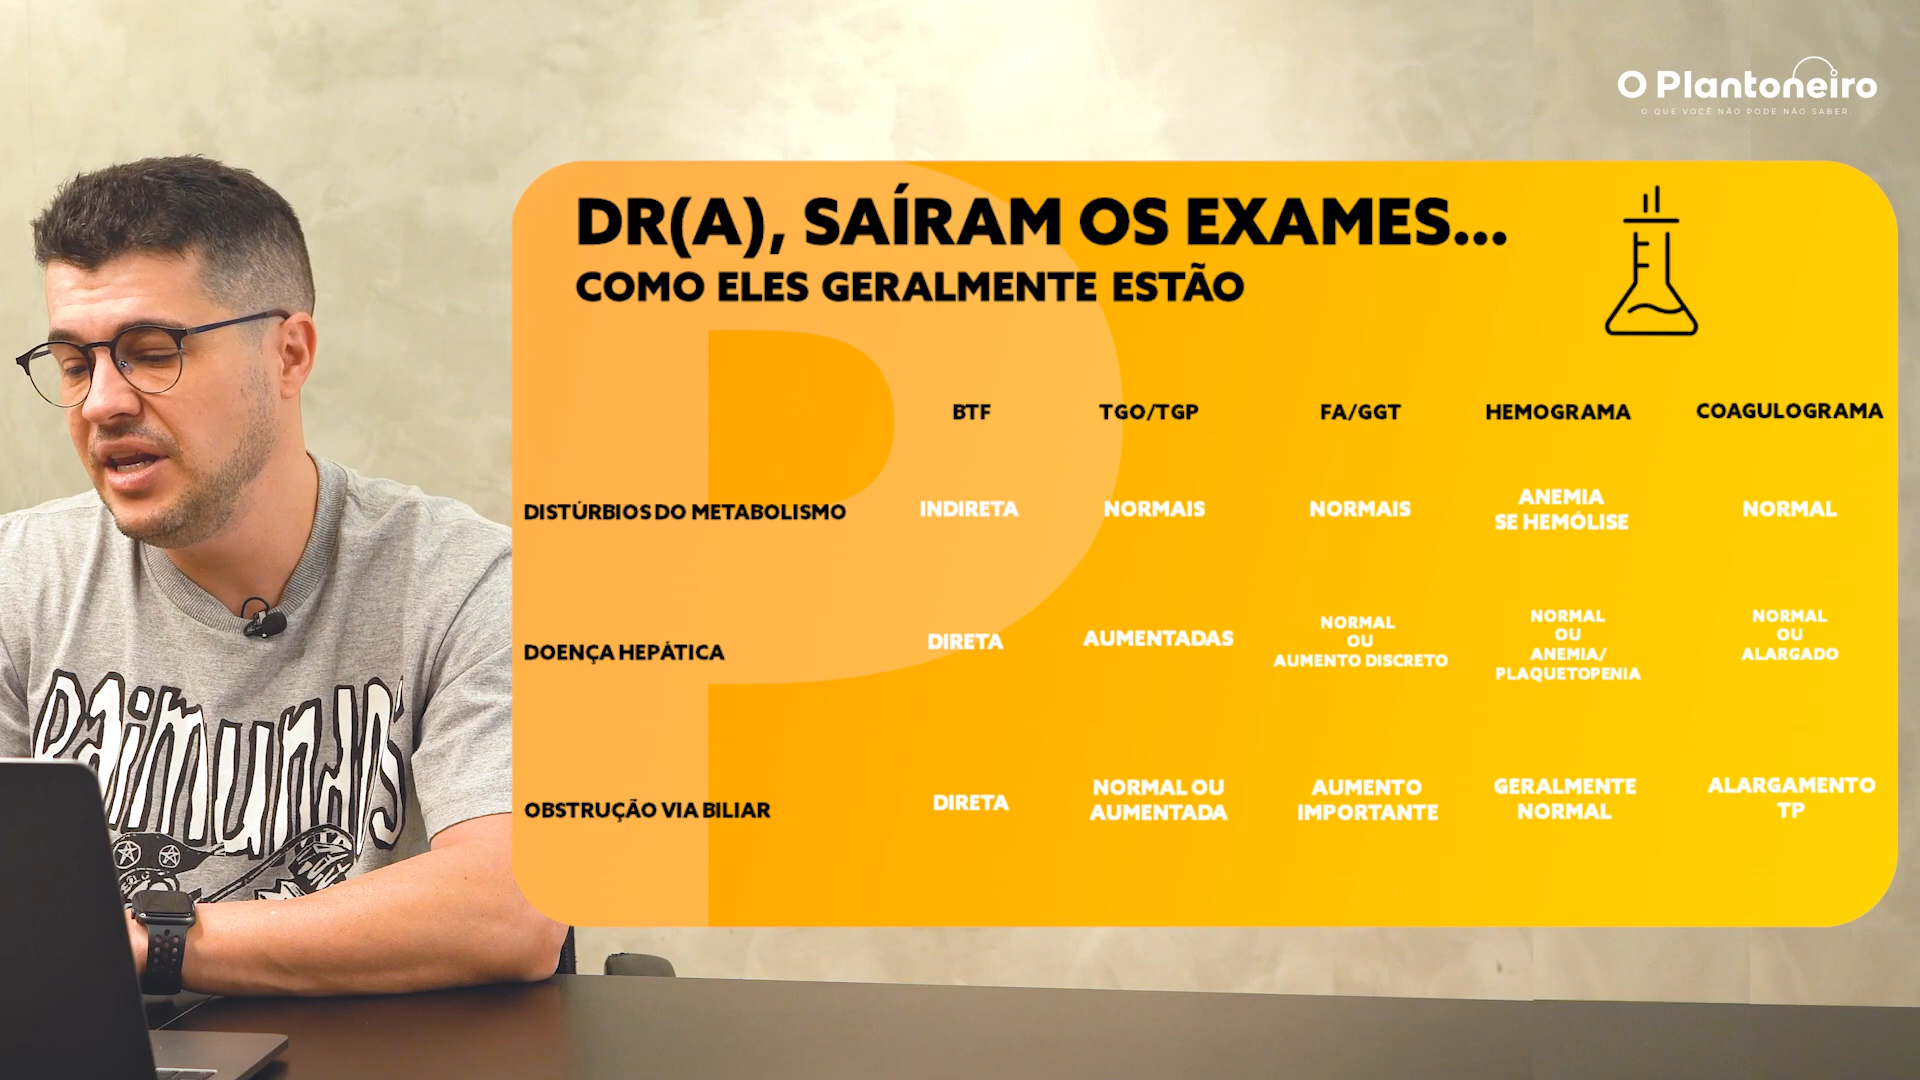 O Plantoneiro
O QUE VOCÊ NÃO PODE NÃO SABER.
DR(A), SAÍRAM OS EXAMES...
COMO ELES GERALMENTE ESTÃO
BTF TGO/TGP FA/GGT HEMOGRAMA COAGULOGRAMA
DISTÚRBIOS DO METABOLISMO
INDIRETA
NORMAIS
NORMAIS
ANEMIA
SE HEMÓLISE
NORMAL
DOENÇA HEPÁTICA
DIRETA
AUMENTADAS
NORMAL
OU
AUMENTO DISCRETO
NORMAL
OU
ANEMIA/
PLAQUETOPENIA
NORMAL
OU
ALARGADO
OBSTRUÇÃO VIA BILIAR
DIRETA
NORMAL OU
AUMENTADA
AUMENTO
IMPORTANTE
GERALMENTE
NORMAL
ALARGAMENTO
TP
Raimundos